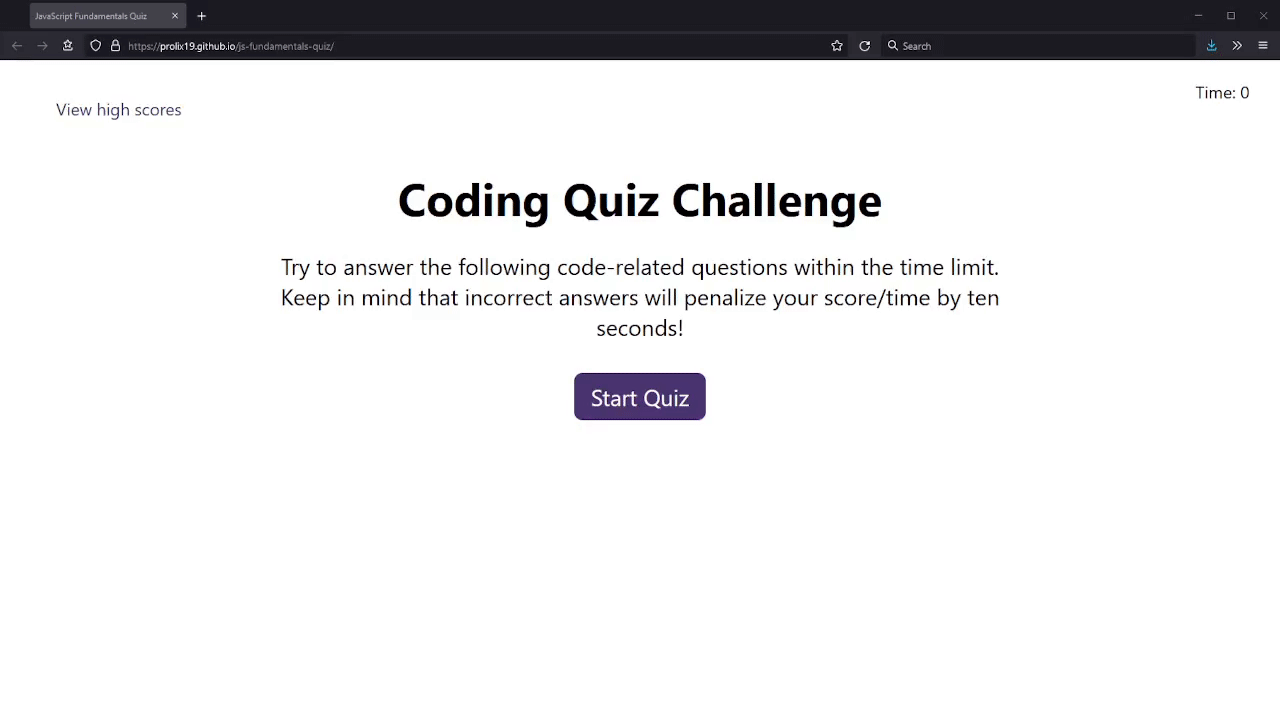 JavaScript Fundamentals Quiz
https://prolix19.github.io/js-fundamentals-quiz/
Search
View high scores
Time: 0
Coding Quiz Challenge
Try to answer the following code-related questions within the time limit.
Keep in mind that incorrect answers will penalize your score/time by ten
seconds!
Start Quiz